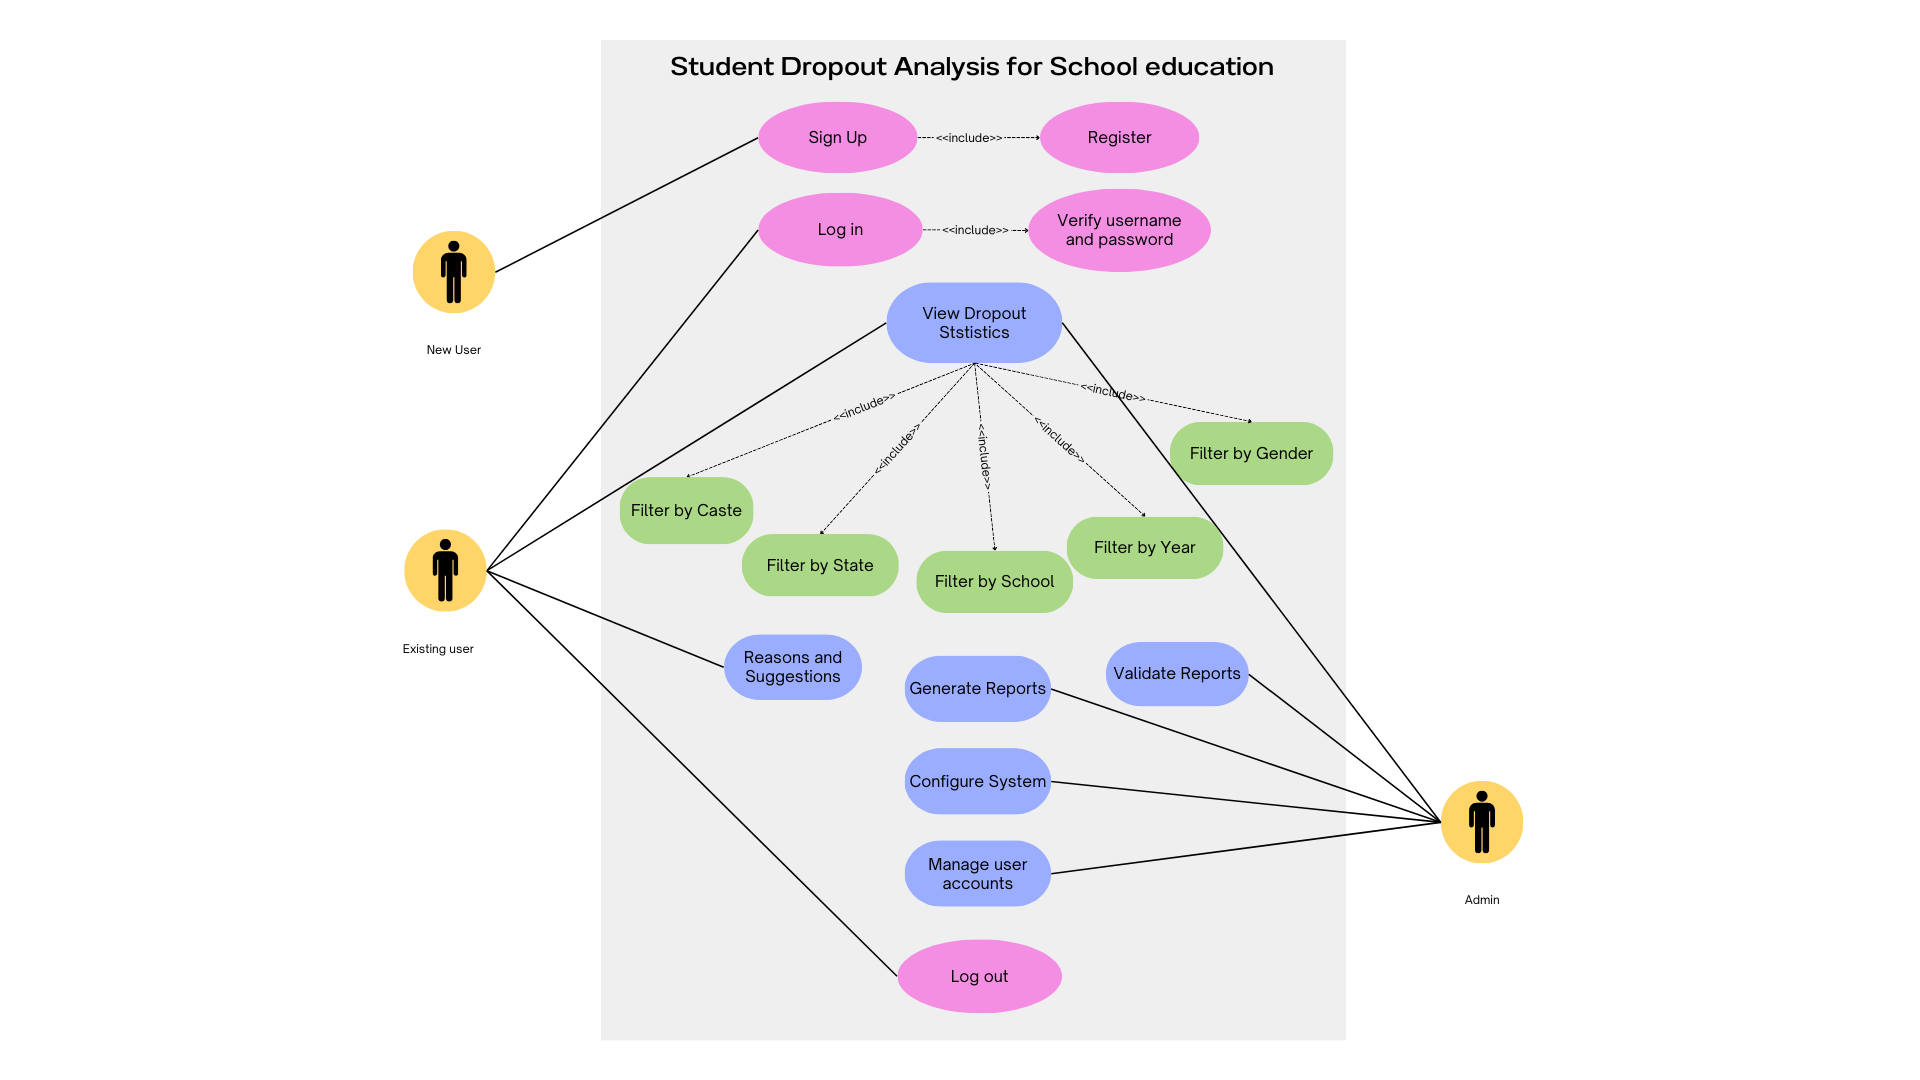 Student Dropout Analysis for School education
Sign Up
<<include>>
Register
Log in
<<include>>
Verify username
and password
New User
View Dropout
Ststistics
<<include>>
<<include>>
<<include>>
<<include>>
<<include>>
Filter by Gender
Filter by Caste
Filter by State
Filter by School
Filter by Year
Existing user
Reasons and
Suggestions
Generate Reports
Validate Reports
Configure System
Manage user
accounts
Admin
Log out